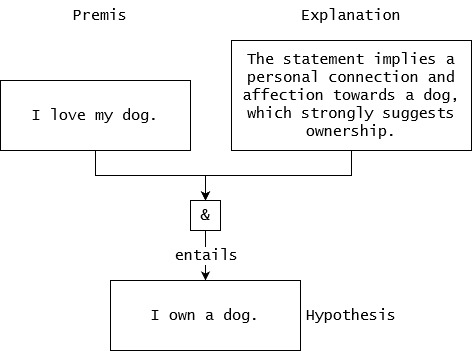 Premis
Explanation
I love my dog.
The statement implies a
personal connection and
affection towards a dog,
which strongly suggests
ownership.
&
entails
I own a dog.
Hypothesis